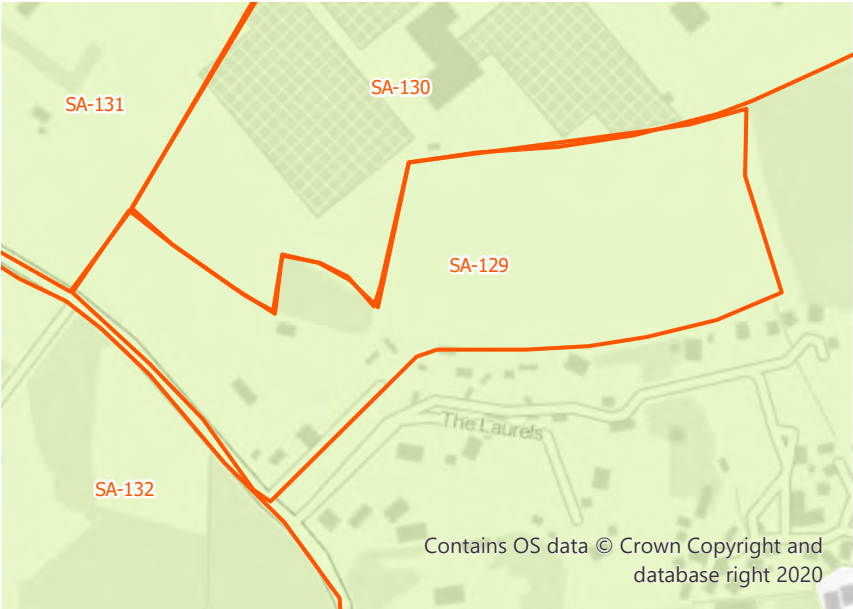 SA-130
SA-131
SA-129
The Laurels
SA-132
Contains OS data © Crown Copyright and
database right 2020